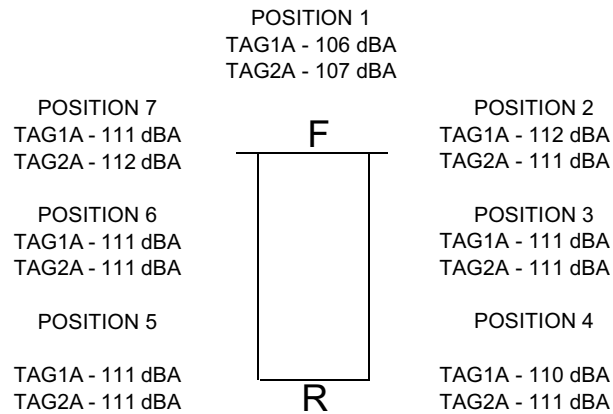 POSITION 1
TAG1A - 106 dBA
TAG2A - 107 dBA
POSITION 7
TAG1A - 111 dBA
TAG2A - 112 dBA
F
POSITION 2
TAG1A - 112 dBA
TAG2A - 111 dBA
POSITION 6
TAG1A - 111 dBA
TAG2A - 111 dBA
POSITION 3
TAG1A - 111 dBA
TAG2A - 111 dBA
POSITION 5
TAG1A - 111 dBA
TAG2A - 111 dBA
R
POSITION 4
TAG1A - 110 dBA
TAG2A - 111 dBA